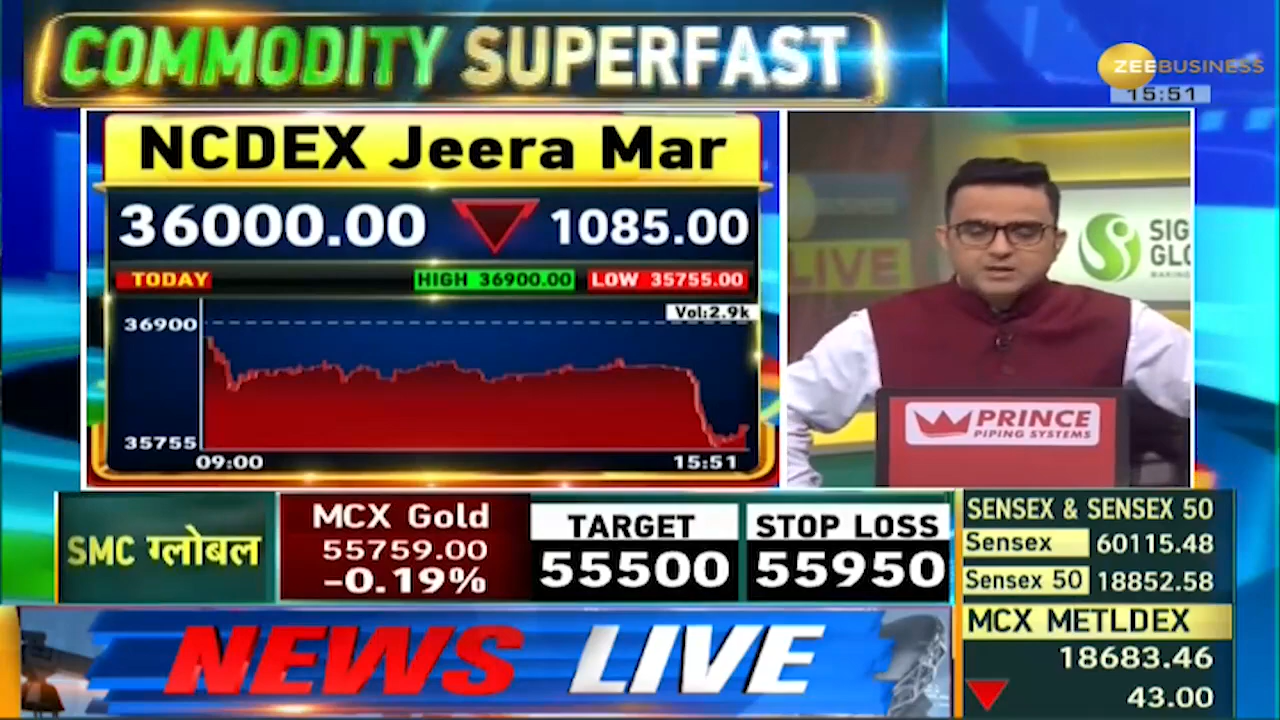 COMMODITY SUPERFAST
ZEEBUSINESS
15:51
NCDEX Jeera Mar
36000.00 1085.00
TODAY HIGH 36900.00 LOW 35755.00
Vol:2.9k
36900
35755
09:00 15:51
LIVE
SIG
GLO
PRINCE
PIPING SYSTEMS
SMC ग्लोबल
MCX Gold
55759.00
-0.19%
TARGET
55500
STOP LOSS
55950
SENSEX & SENSEX 50
Sensex 60115.48
Sensex 50 18852.58
MCX METLDEX
18683.46
43.00
NEWS LIVE